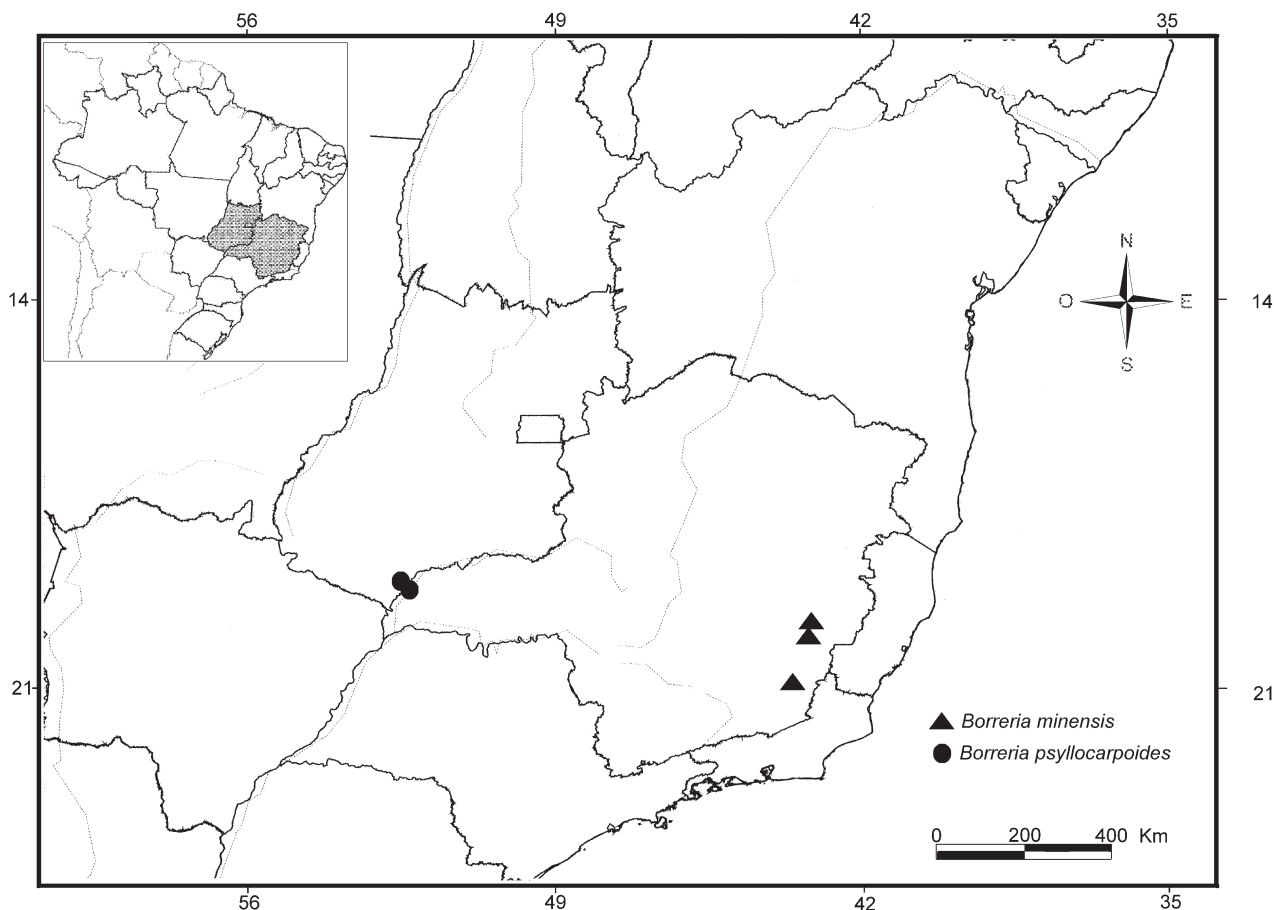 56 49 42 35
N
14 14
O E
S
21 21
Borreria minensis
Borreria psyllocarpoides
0 200 400 Km
56 49 42 35